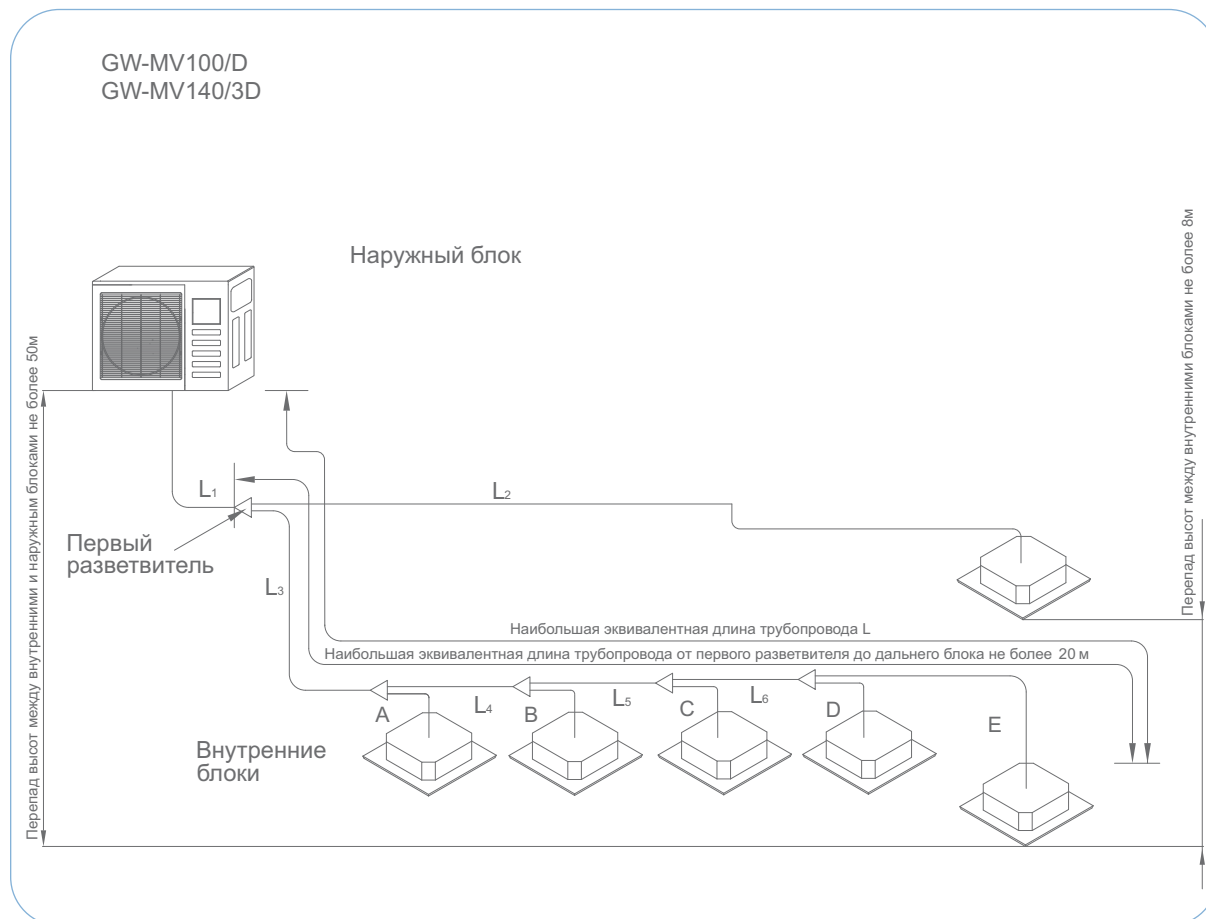 GW-MV100/D
GW-MV140/3D
Наружный блок
Перепад высот между внутренними и наружным блоками не более 50м
Перепад высот между внутренними блоками не более 8м
L1
L2
Первый
разветвитель
L3
Наибольшая эквивалентная длина трубопровода L
Наибольшая эквивалентная длина трубопровода от первого разветвителя до дальнего блока не более 20 м
A
L4
B
L5
C
L6
D
E
Внутренние
блоки